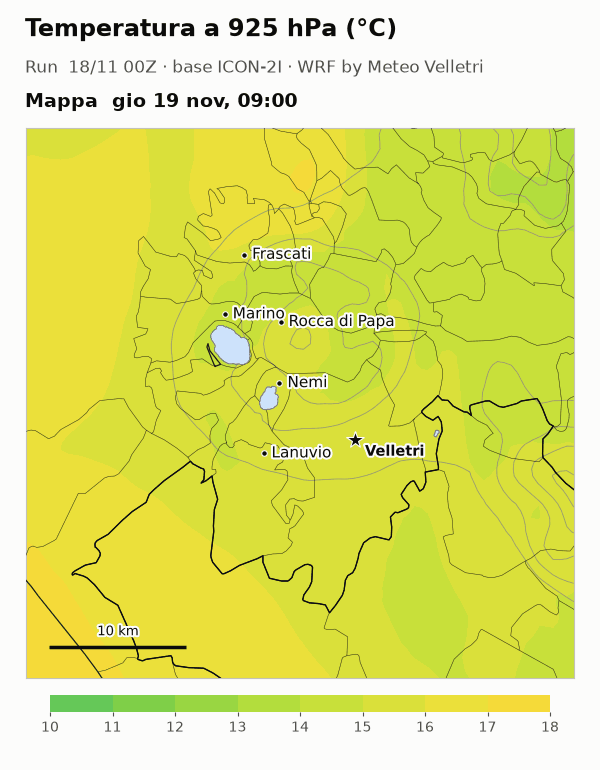 Temperatura a 925 hPa (°C)
Run  18/11 00Z · base ICON-2I · WRF by Meteo Velletri
Mappa  gio 19 nov, 09:00
Frascati
Marino
Rocca di Papa
Nemi
Velletri
Lanuvio
10 km
10 11 12 13 14 15 16 17 18